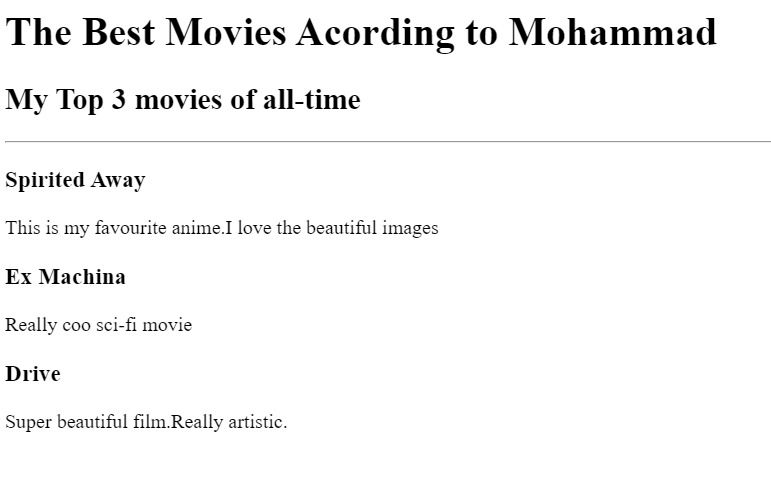 The Best Movies Acording to Mohammad
My Top 3 movies of all-time
Spirited Away
This is my favourite anime.I love the beautiful images
Ex Machina
Really coo sci-fi movie
Drive
Super beautiful film.Really artistic.